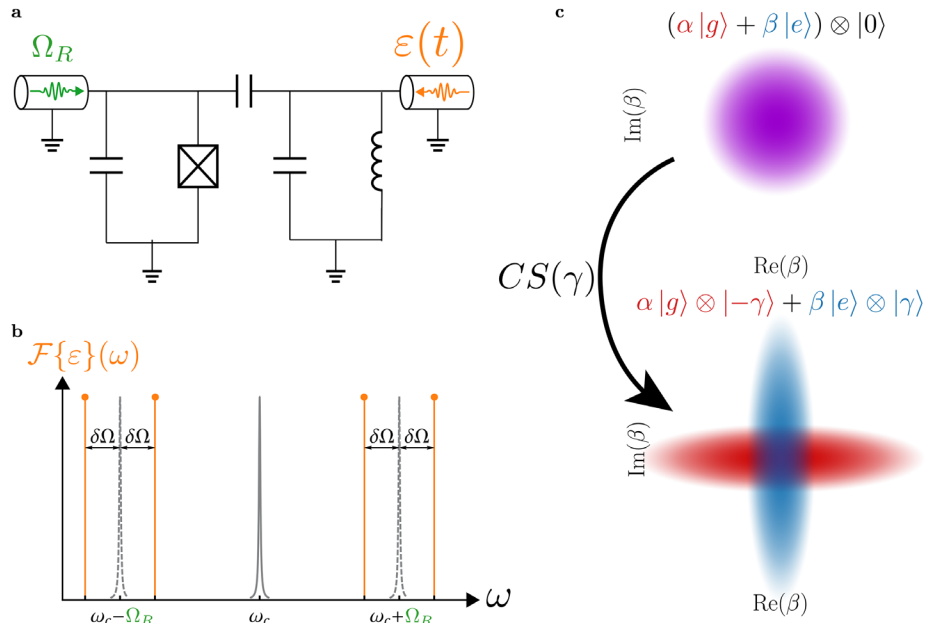 a
Ω_R
ε(t)
b
F{ε}(ω)
δΩ δΩ
δΩ δΩ
ω_c−Ω_R
ω_c
ω_c+Ω_R
ω
c
(α|g⟩ + β|e⟩) ⊗ |0⟩
Im(β)
Re(β)
CS(γ)
α|g⟩ ⊗ |−γ⟩ + β|e⟩ ⊗ |γ⟩
Im(β)
Re(β)